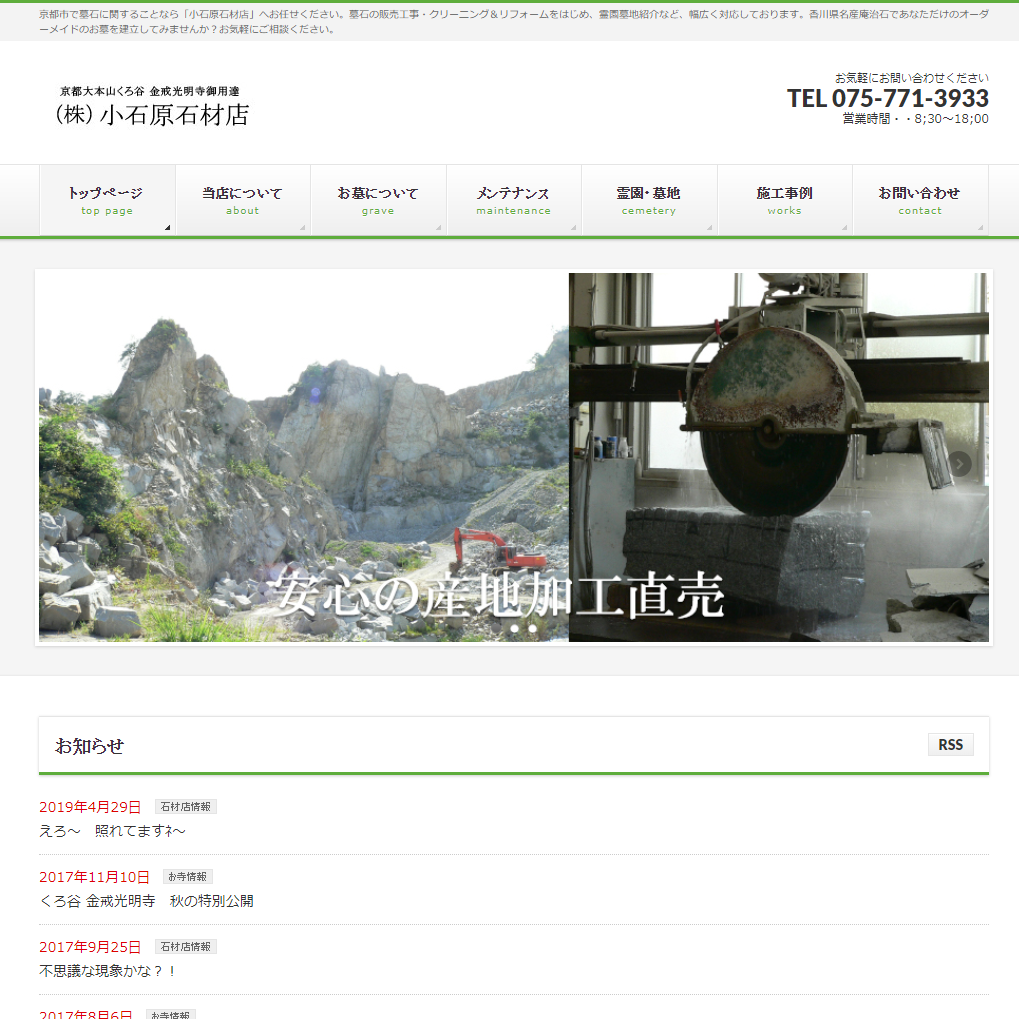 京都市で墓石に関することなら「小石原石材店」へお任せください。墓石の販売工事・クリーニング＆リフォームをはじめ、霊園墓地紹介など、幅広く対応しております。香川県名産庵治石であなただけのオーダ
ーメイドのお墓を建立してみませんか？お気軽にご相談ください。
お気軽にお問い合わせください
京都大本山くろ谷 金戒光明寺御用達
TEL 075-771-3933
（株）小石原石材店
営業時間・・8;30～18;00
トップページ 当店について お墓について メンテナンス 霊園・墓地 施工事例 お問い合わせ
top page about grave maintenance cemetery works contact
安心の産地加工直売
お知らせ RSS
2019年4月29日 石材店情報
えろ～　照れてますﾈ～
2017年11月10日 お寺情報
くろ谷 金戒光明寺　秋の特別公開
2017年9月25日 石材店情報
不思議な現象かな？！
2017年8月6日 お寺情報